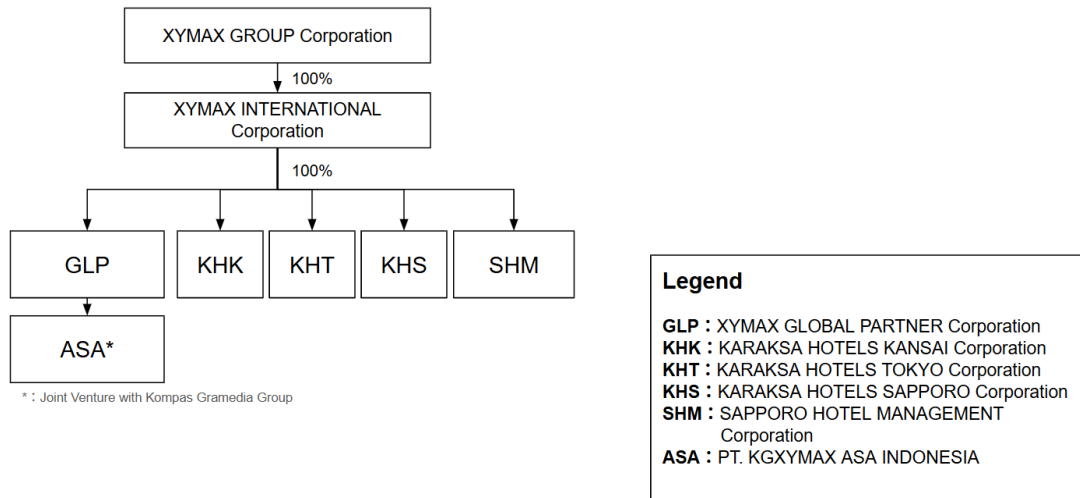 XYMAX GROUP Corporation
100%
XYMAX INTERNATIONAL
Corporation
100%
GLP
KHK
KHT
KHS
SHM
ASA*
*：Joint Venture with Kompas Gramedia Group
Legend
GLP：XYMAX GLOBAL PARTNER Corporation
KHK：KARAKSA HOTELS KANSAI Corporation
KHT：KARAKSA HOTELS TOKYO Corporation
KHS：KARAKSA HOTELS SAPPORO Corporation
SHM：SAPPORO HOTEL MANAGEMENT
Corporation
ASA：PT. KGXYMAX ASA INDONESIA